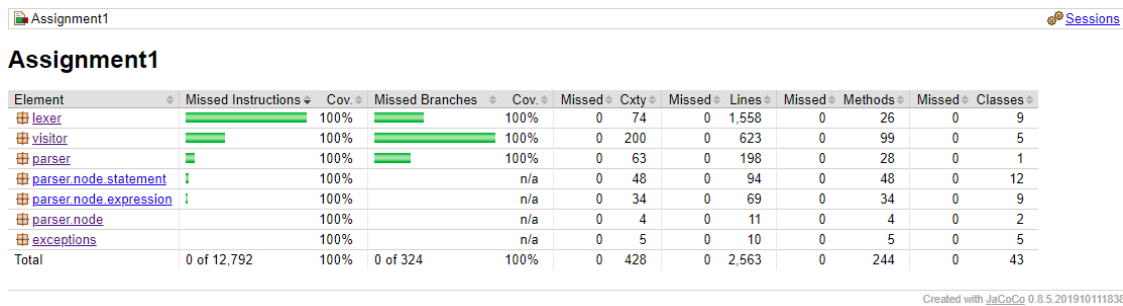 Assignment1 Sessions
Assignment1
Element Missed Instructions Cov. Missed Branches Cov. Missed Cxty Missed Lines Missed Methods Missed Classes
lexer 100% 100% 0 74 0 1,558 0 26 0 9
visitor 100% 100% 0 200 0 623 0 99 0 5
parser 100% 100% 0 63 0 198 0 28 0 1
parser.node.statement 100% n/a 0 48 0 94 0 48 0 12
parser.node.expression 100% n/a 0 34 0 69 0 34 0 9
parser.node 100% n/a 0 4 0 11 0 4 0 2
exceptions 100% n/a 0 5 0 10 0 5 0 5
Total 0 of 12,792 100% 0 of 324 100% 0 428 0 2,563 0 244 0 43
Created with JaCoCo 0.8.5.201910111838